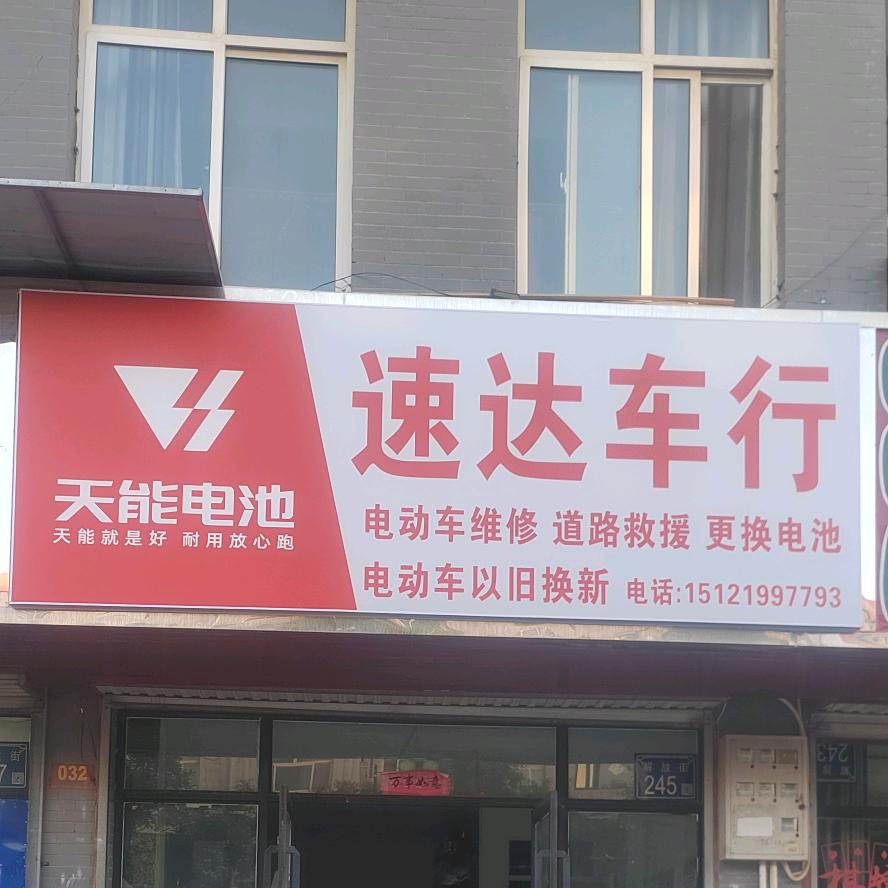 天能电池
天能就是好 耐用放心跑
速达车行
电动车维修 道路救援 更换电池
电动车以旧换新 电话:15121997793
032
万事如意
解放街
245
243